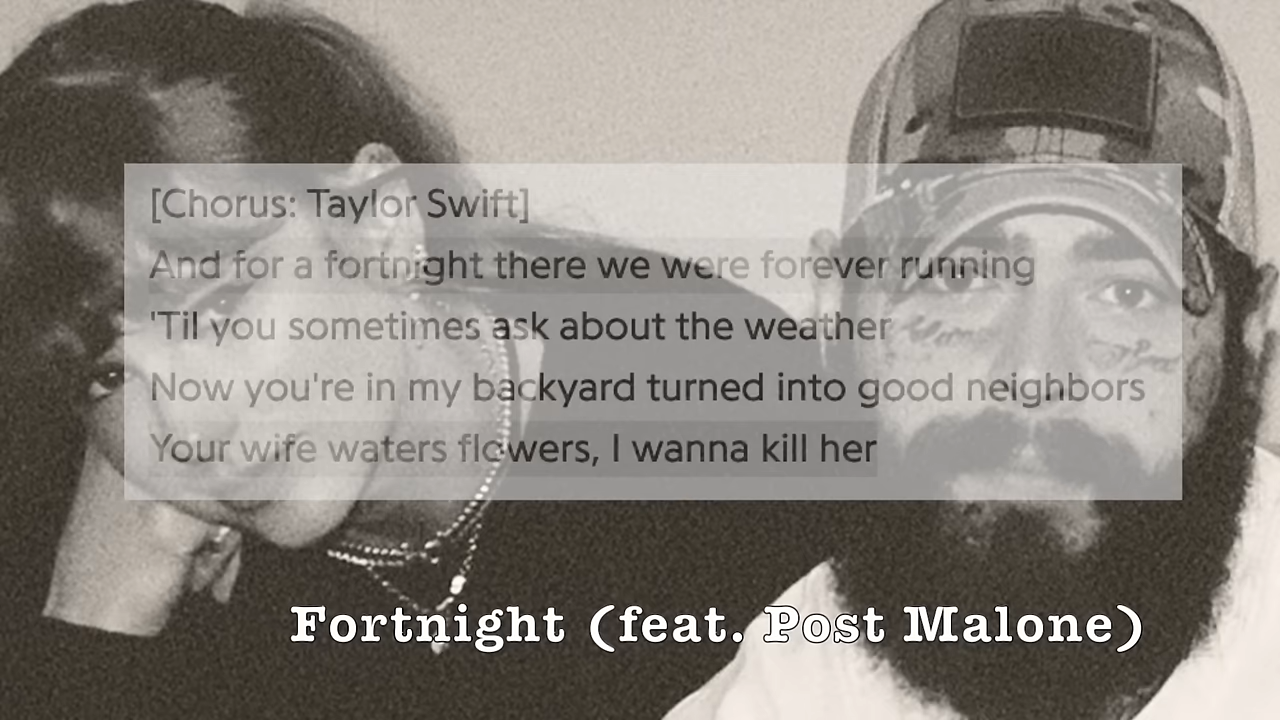 [Chorus: Taylor Swift]
And for a fortnight there we were forever running
'Til you sometimes ask about the weather
Now you're in my backyard turned into good neighbors
Your wife waters flowers, I wanna kill her
Fortnight (feat. Post Malone)